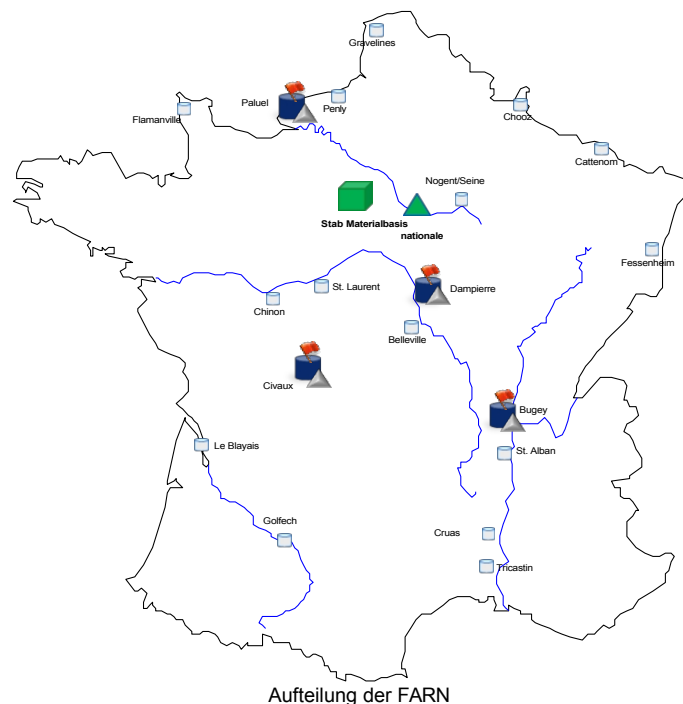 Gravelines
Paluel
Penly
Flamanville
Chooz
Cattenom
Nogent/Seine
Stab Materialbasis
nationale
Fessenheim
St. Laurent
Dampierre
Chinon
Belleville
Civaux
Bugey
Le Blayais
St. Alban
Golfech
Cruas
Tricastin
Aufteilung der FARN